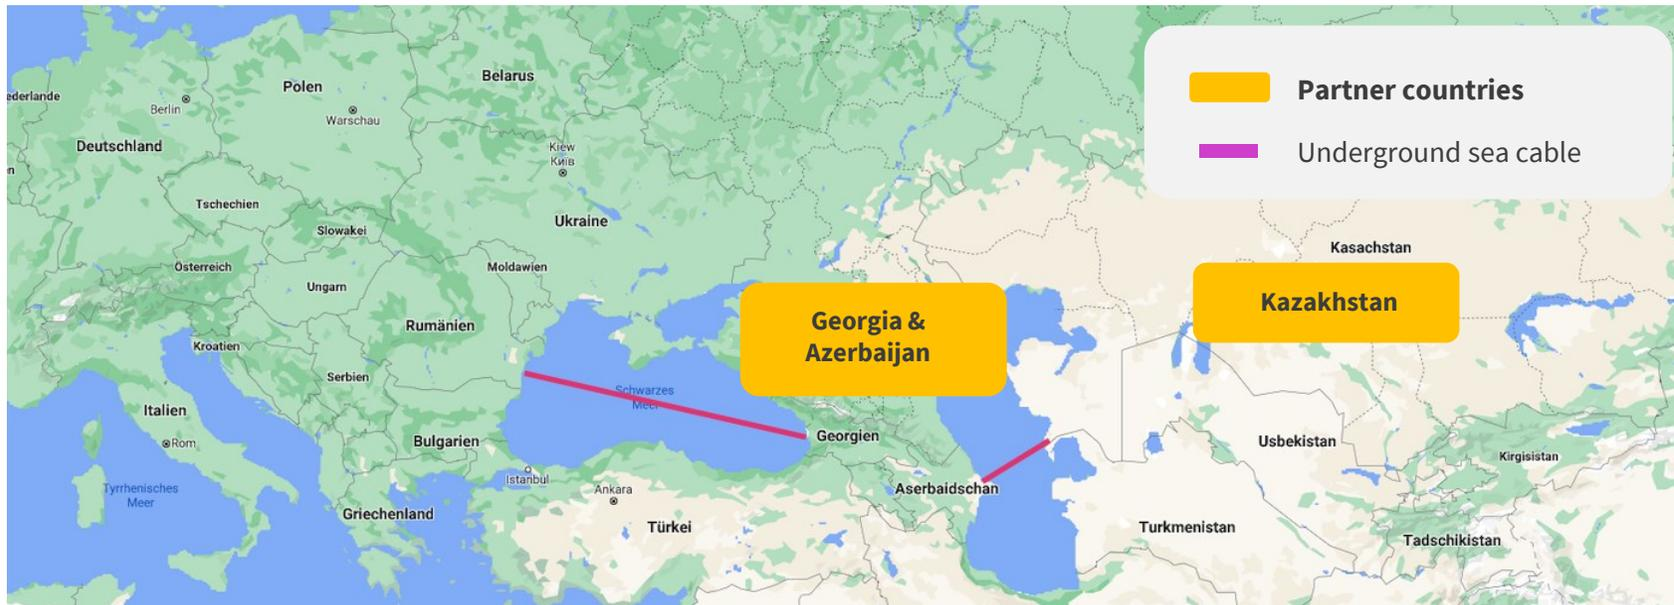 Partner countries
Underground sea cable
Polen
Belarus
ederlande
Berlin
Warschau
Deutschland
Kiew
Київ
n
Tschechien
Ukraine
Slowakei
Kasachstan
Österreich
Moldawien
Ungarn
Kazakhstan
Georgia &
Azerbaijan
Rumänien
Kroatien
Serbien
Schwarzes
Meer
Italien
Georgien
Bulgarien
Rom
Usbekistan
Kirgisistan
Istanbul
Tyrrhenisches
Meer
Ankara
Aserbaidschan
Griechenland
Türkei
Turkmenistan
Tadschikistan